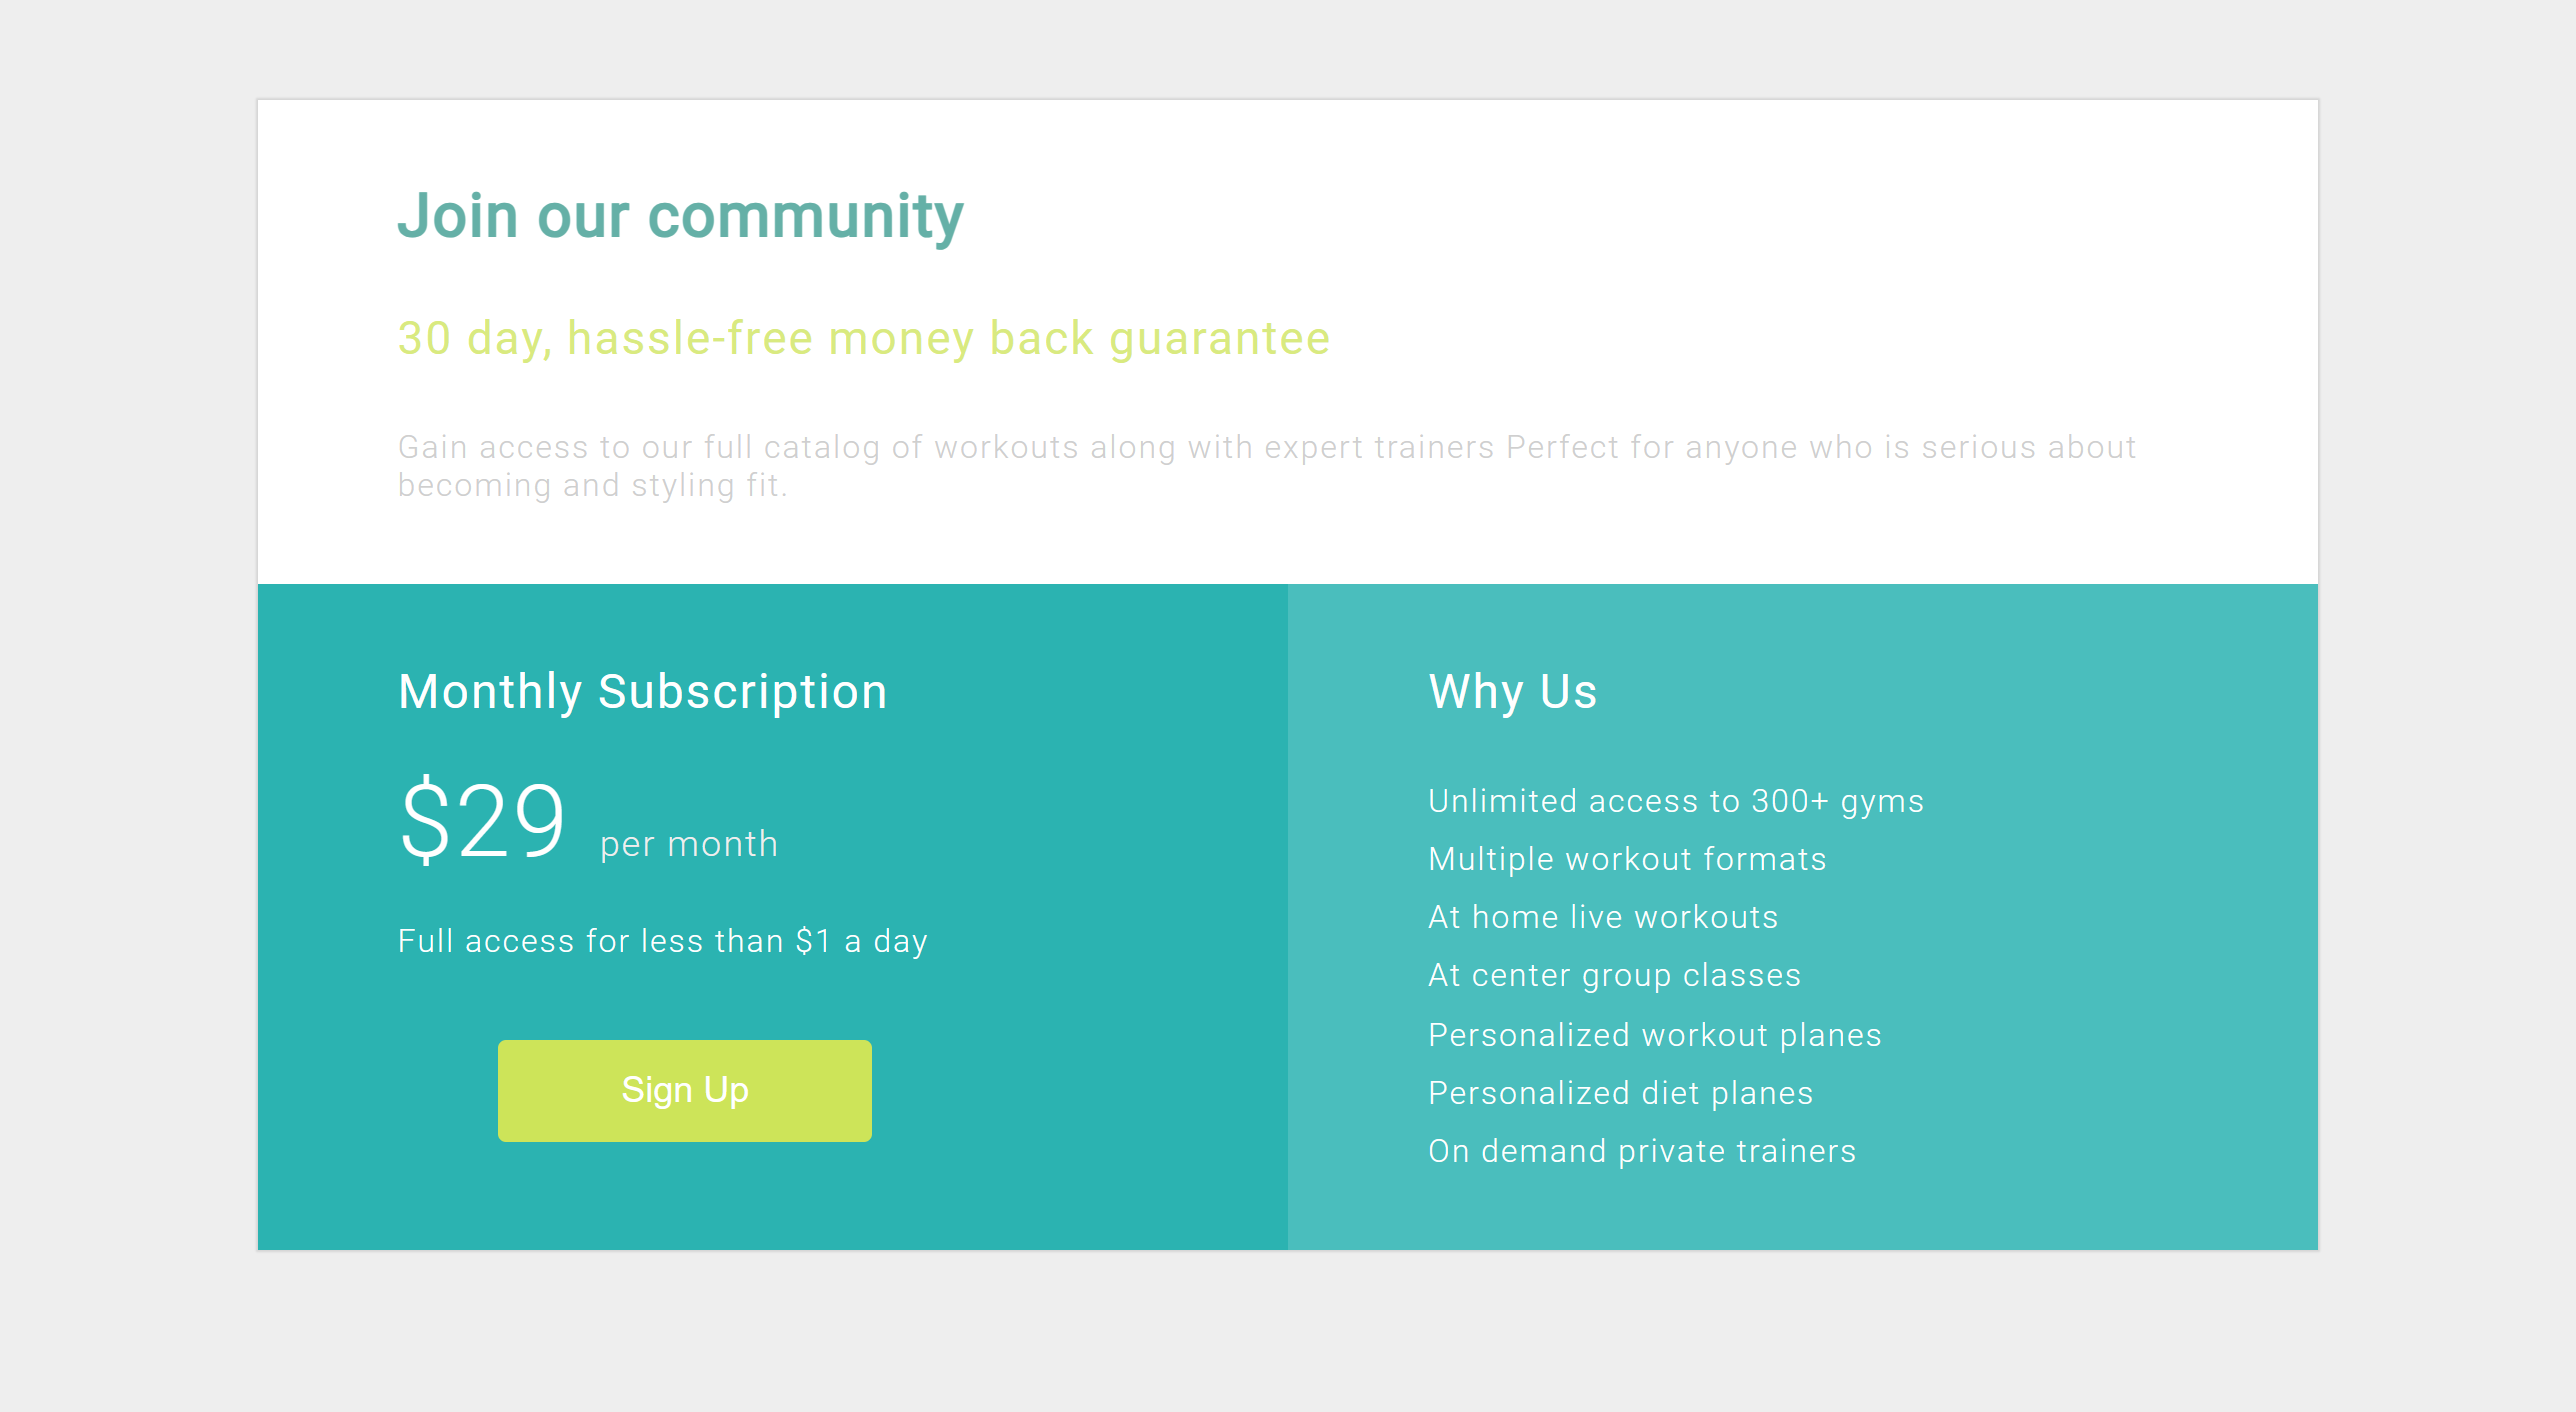 Join our community
30 day, hassle-free money back guarantee
Gain access to our full catalog of workouts along with expert trainers Perfect for anyone who is serious about
becoming and styling fit.
Monthly Subscription
$29 per month
Full access for less than $1 a day
Sign Up
Why Us
Unlimited access to 300+ gyms
Multiple workout formats
At home live workouts
At center group classes
Personalized workout planes
Personalized diet planes
On demand private trainers